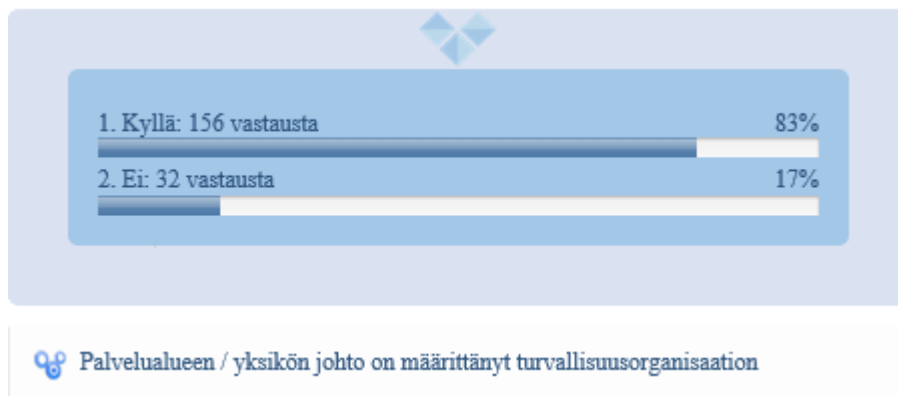 1. Kyllä: 156 vastausta 83%
2. Ei: 32 vastausta 17%
Palvelualueen / yksikön johto on määrittänyt turvallisuusorganisaation